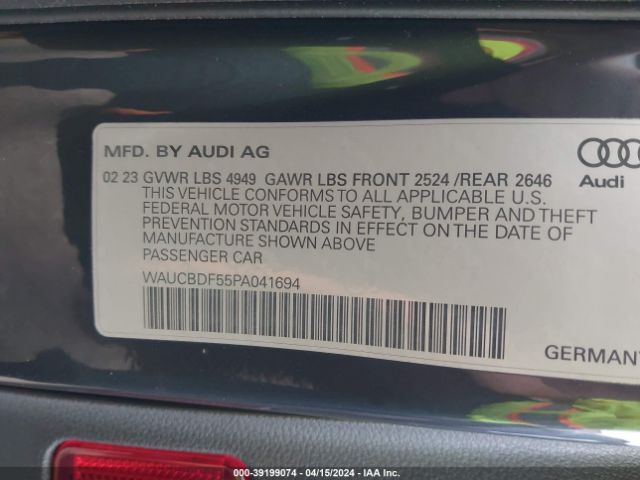 MFD. BY AUDI AG
Audi
02 23 GVWR LBS 4949 GAWR LBS FRONT 2524 /REAR 2646
THIS VEHICLE CONFORMS TO ALL APPLICABLE U.S.
FEDERAL MOTOR VEHICLE SAFETY, BUMPER AND THEFT
PREVENTION STANDARDS IN EFFECT ON THE DATE OF
MANUFACTURE SHOWN ABOVE
PASSENGER CAR
WAUCBDF55PA041694
GERMANY
000-39199074 - 04/15/2024 - IAA Inc.